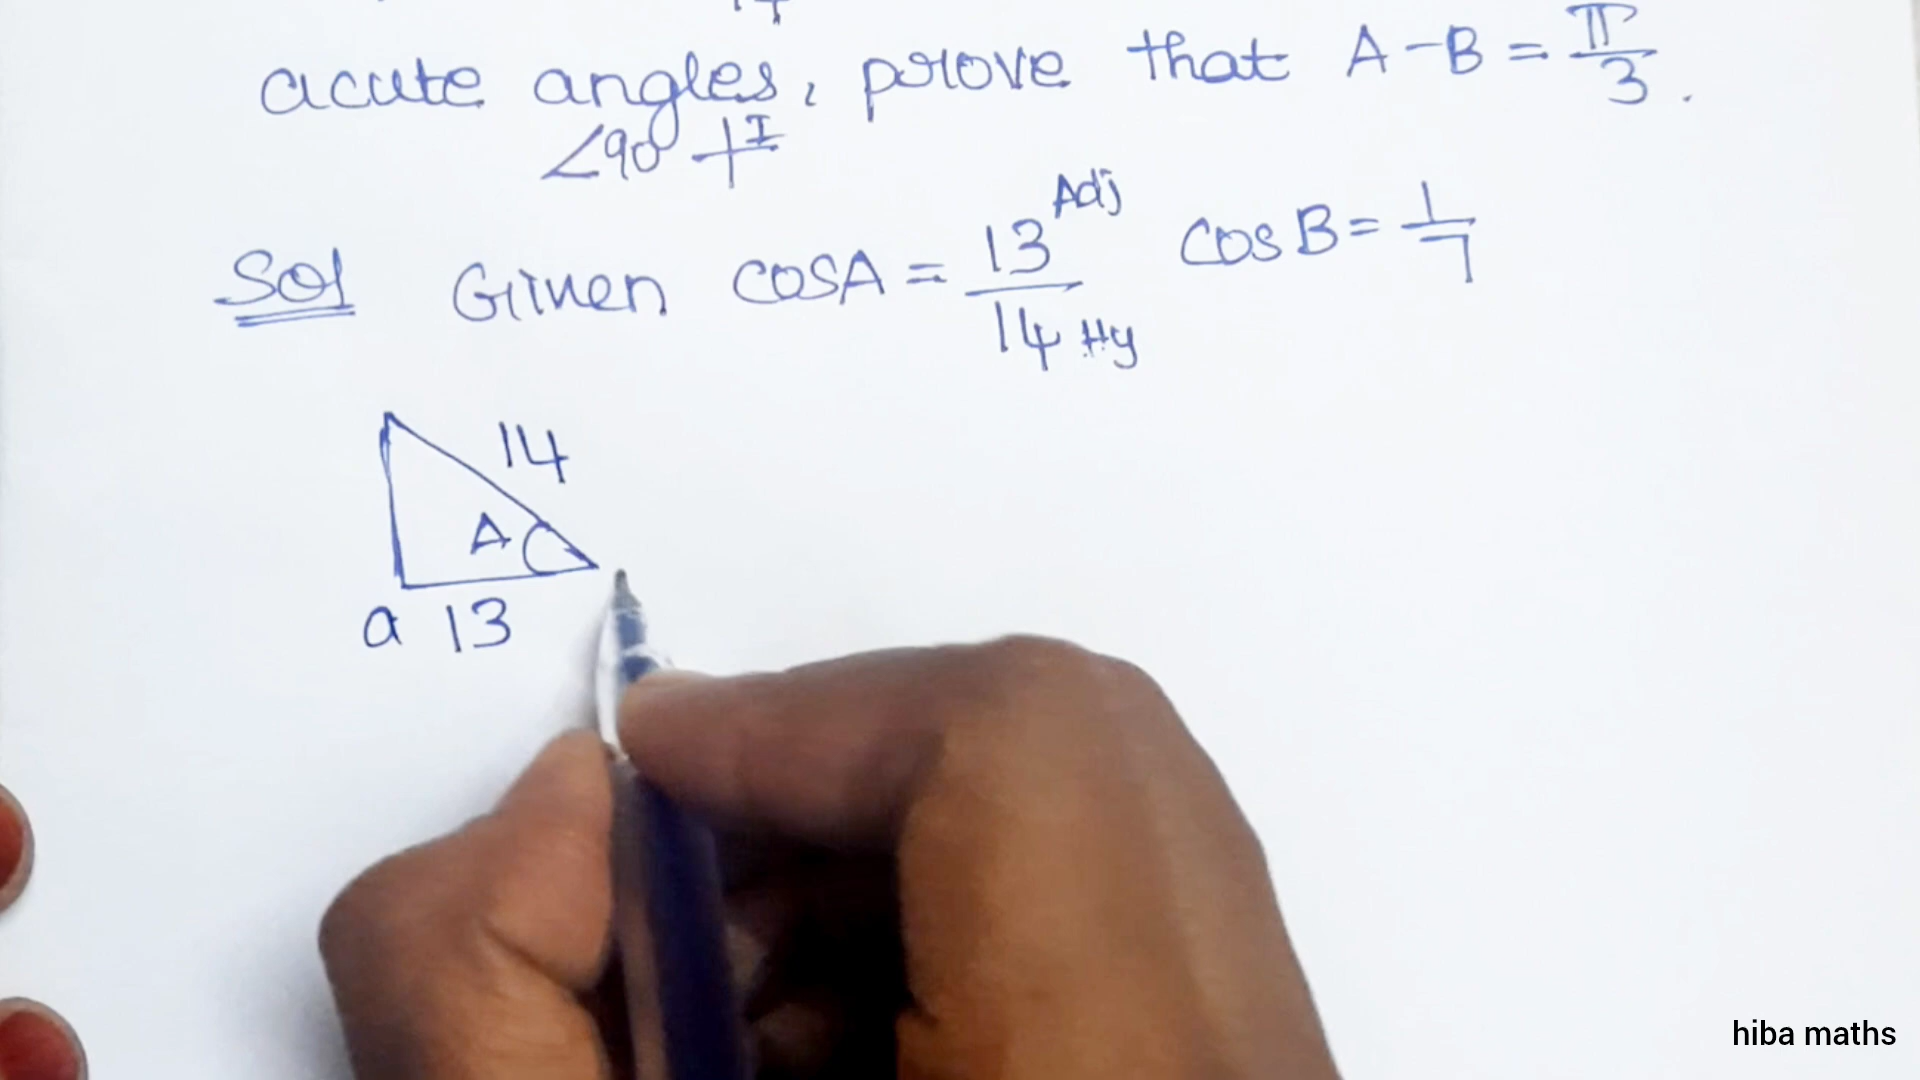 acute angles, prove that A-B = π/3.
<90° +I
Sol Given cosA = 13/14 Adj Hy cosB = 1/7
14
A
a 13
hiba maths